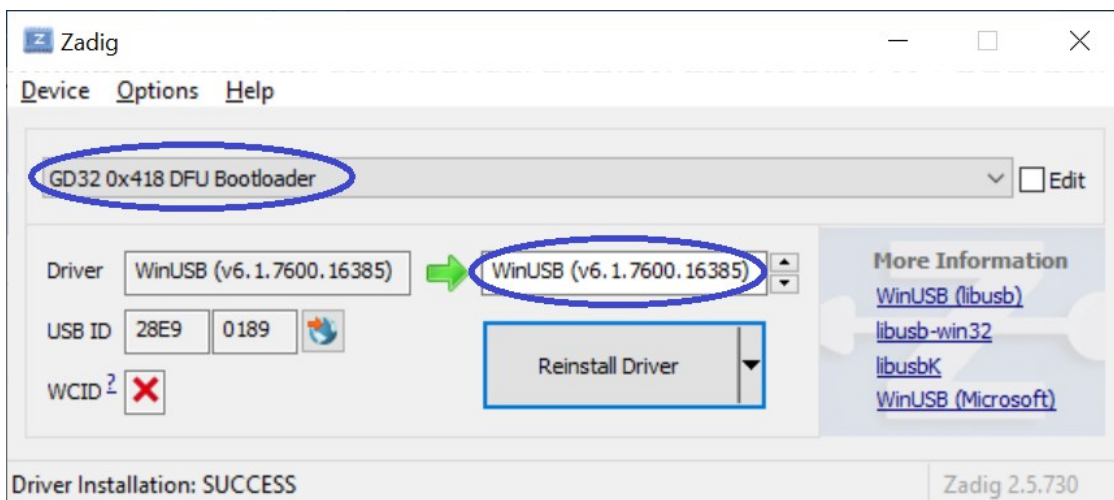 Zadig
Device Options Help
GD32 0x418 DFU Bootloader
Edit
Driver WinUSB (v6.1.7600.16385) WinUSB (v6.1.7600.16385)
USB ID 28E9 0189
WCID ?
Reinstall Driver
More Information
WinUSB (libusb)
libusb-win32
libusbK
WinUSB (Microsoft)
Driver Installation: SUCCESS
Zadig 2.5.730